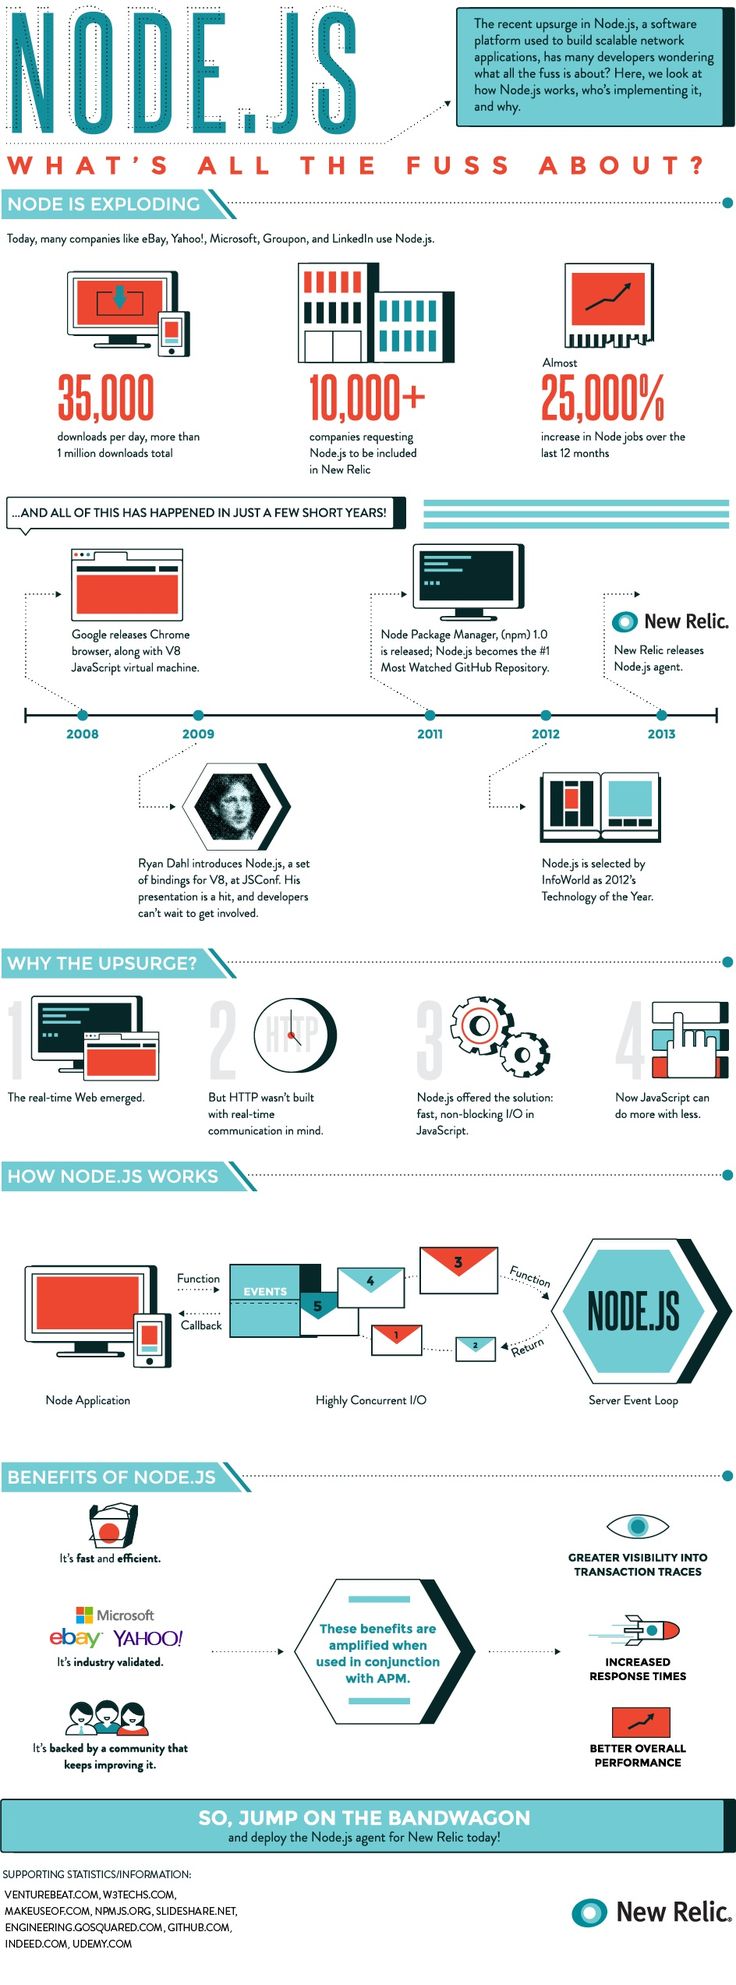 NODE.JS
The recent upsurge in Node.js, a software
platform used to build scalable network
applications, has many developers wondering
what all the fuss is about? Here, we look at
how Node.js works, who's implementing it,
and why.
WHAT'S ALL THE FUSS ABOUT?
NODE IS EXPLODING
Today, many companies like eBay, Yahoo!, Microsoft, Groupon, and LinkedIn use Node.js.
35,000
downloads per day, more than
1 million downloads total
10,000+
companies requesting
Node.js to be included
in New Relic
Almost
25,000%
increase in Node jobs over the
last 12 months
...AND ALL OF THIS HAS HAPPENED IN JUST A FEW SHORT YEARS!
Google releases Chrome
browser, along with V8
JavaScript virtual machine.
Node Package Manager, (npm) 1.0
is released; Node.js becomes the #1
Most Watched GitHub Repository.
New Relic.
New Relic releases
Node.js agent.
2008
2009
2011
2012
2013
Ryan Dahl introduces Node.js, a set
of bindings for V8, at JSConf. His
presentation is a hit, and developers
can't wait to get involved.
Node.js is selected by
InfoWorld as 2012's
Technology of the Year.
WHY THE UPSURGE?
1
The real-time Web emerged.
2
HTTP
But HTTP wasn't built
with real-time
communication in mind.
3
Node.js offered the solution:
fast, non-blocking I/O in
JavaScript.
4
Now JavaScript can
do more with less.
HOW NODE.JS WORKS
Function
Callback
EVENTS
5
4
3
1
2
Function
Return
NODE.JS
Node Application
Highly Concurrent I/O
Server Event Loop
BENEFITS OF NODE.JS
It's fast and efficient.
Microsoft
ebay YAHOO!
It's industry validated.
It's backed by a community that
keeps improving it.
These benefits are
amplified when
used in conjunction
with APM.
GREATER VISIBILITY INTO
TRANSACTION TRACES
INCREASED
RESPONSE TIMES
BETTER OVERALL
PERFORMANCE
SO, JUMP ON THE BANDWAGON
and deploy the Node.js agent for New Relic today!
SUPPORTING STATISTICS/INFORMATION:
VENTUREBEAT.COM, W3TECHS.COM,
MAKEUSEOF.COM, NPMJS.ORG, SLIDESHARE.NET,
ENGINEERING.GOSQUARED.COM, GITHUB.COM,
INDEED.COM, UDEMY.COM
New Relic.